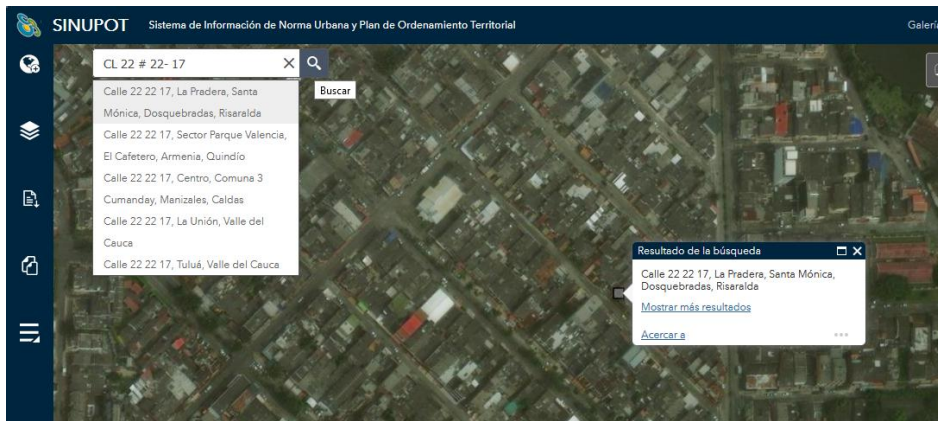 SINUPOT Sistema de Información de Norma Urbana y Plan de Ordenamiento Territorial Galería
CL 22 # 22- 17
Buscar
Calle 22 22 17, La Pradera, Santa
Mónica, Dosquebradas, Risaralda
Calle 22 22 17, Sector Parque Valencia,
El Cafetero, Armenia, Quindío
Calle 22 22 17, Centro, Comuna 3
Cumanday, Manizales, Caldas
Calle 22 22 17, La Unión, Valle del
Cauca
Calle 22 22 17, Tuluá, Valle del Cauca
Resultado de la búsqueda
Calle 22 22 17, La Pradera, Santa Mónica,
Dosquebradas, Risaralda
Mostrar más resultados
Acercar a